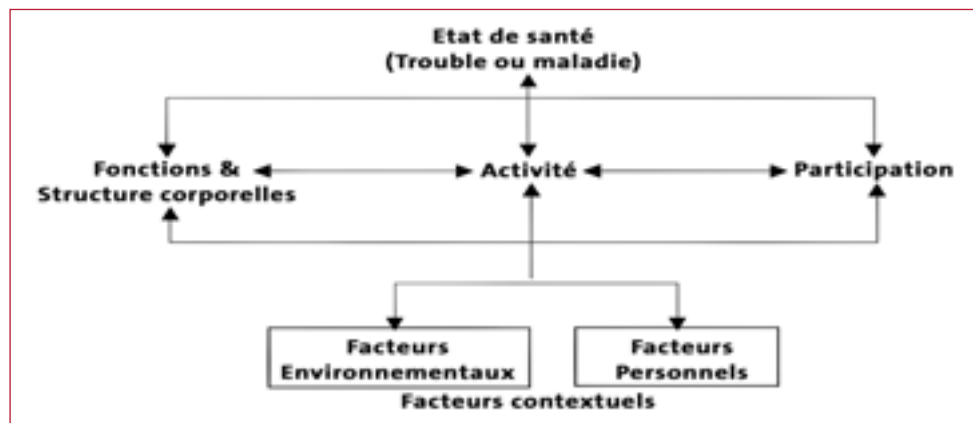 Etat de santé
(Trouble ou maladie)
Fonctions &
Structure corporelles
Activité
Participation
Facteurs
Environnementaux
Facteurs
Personnels
Facteurs contextuels